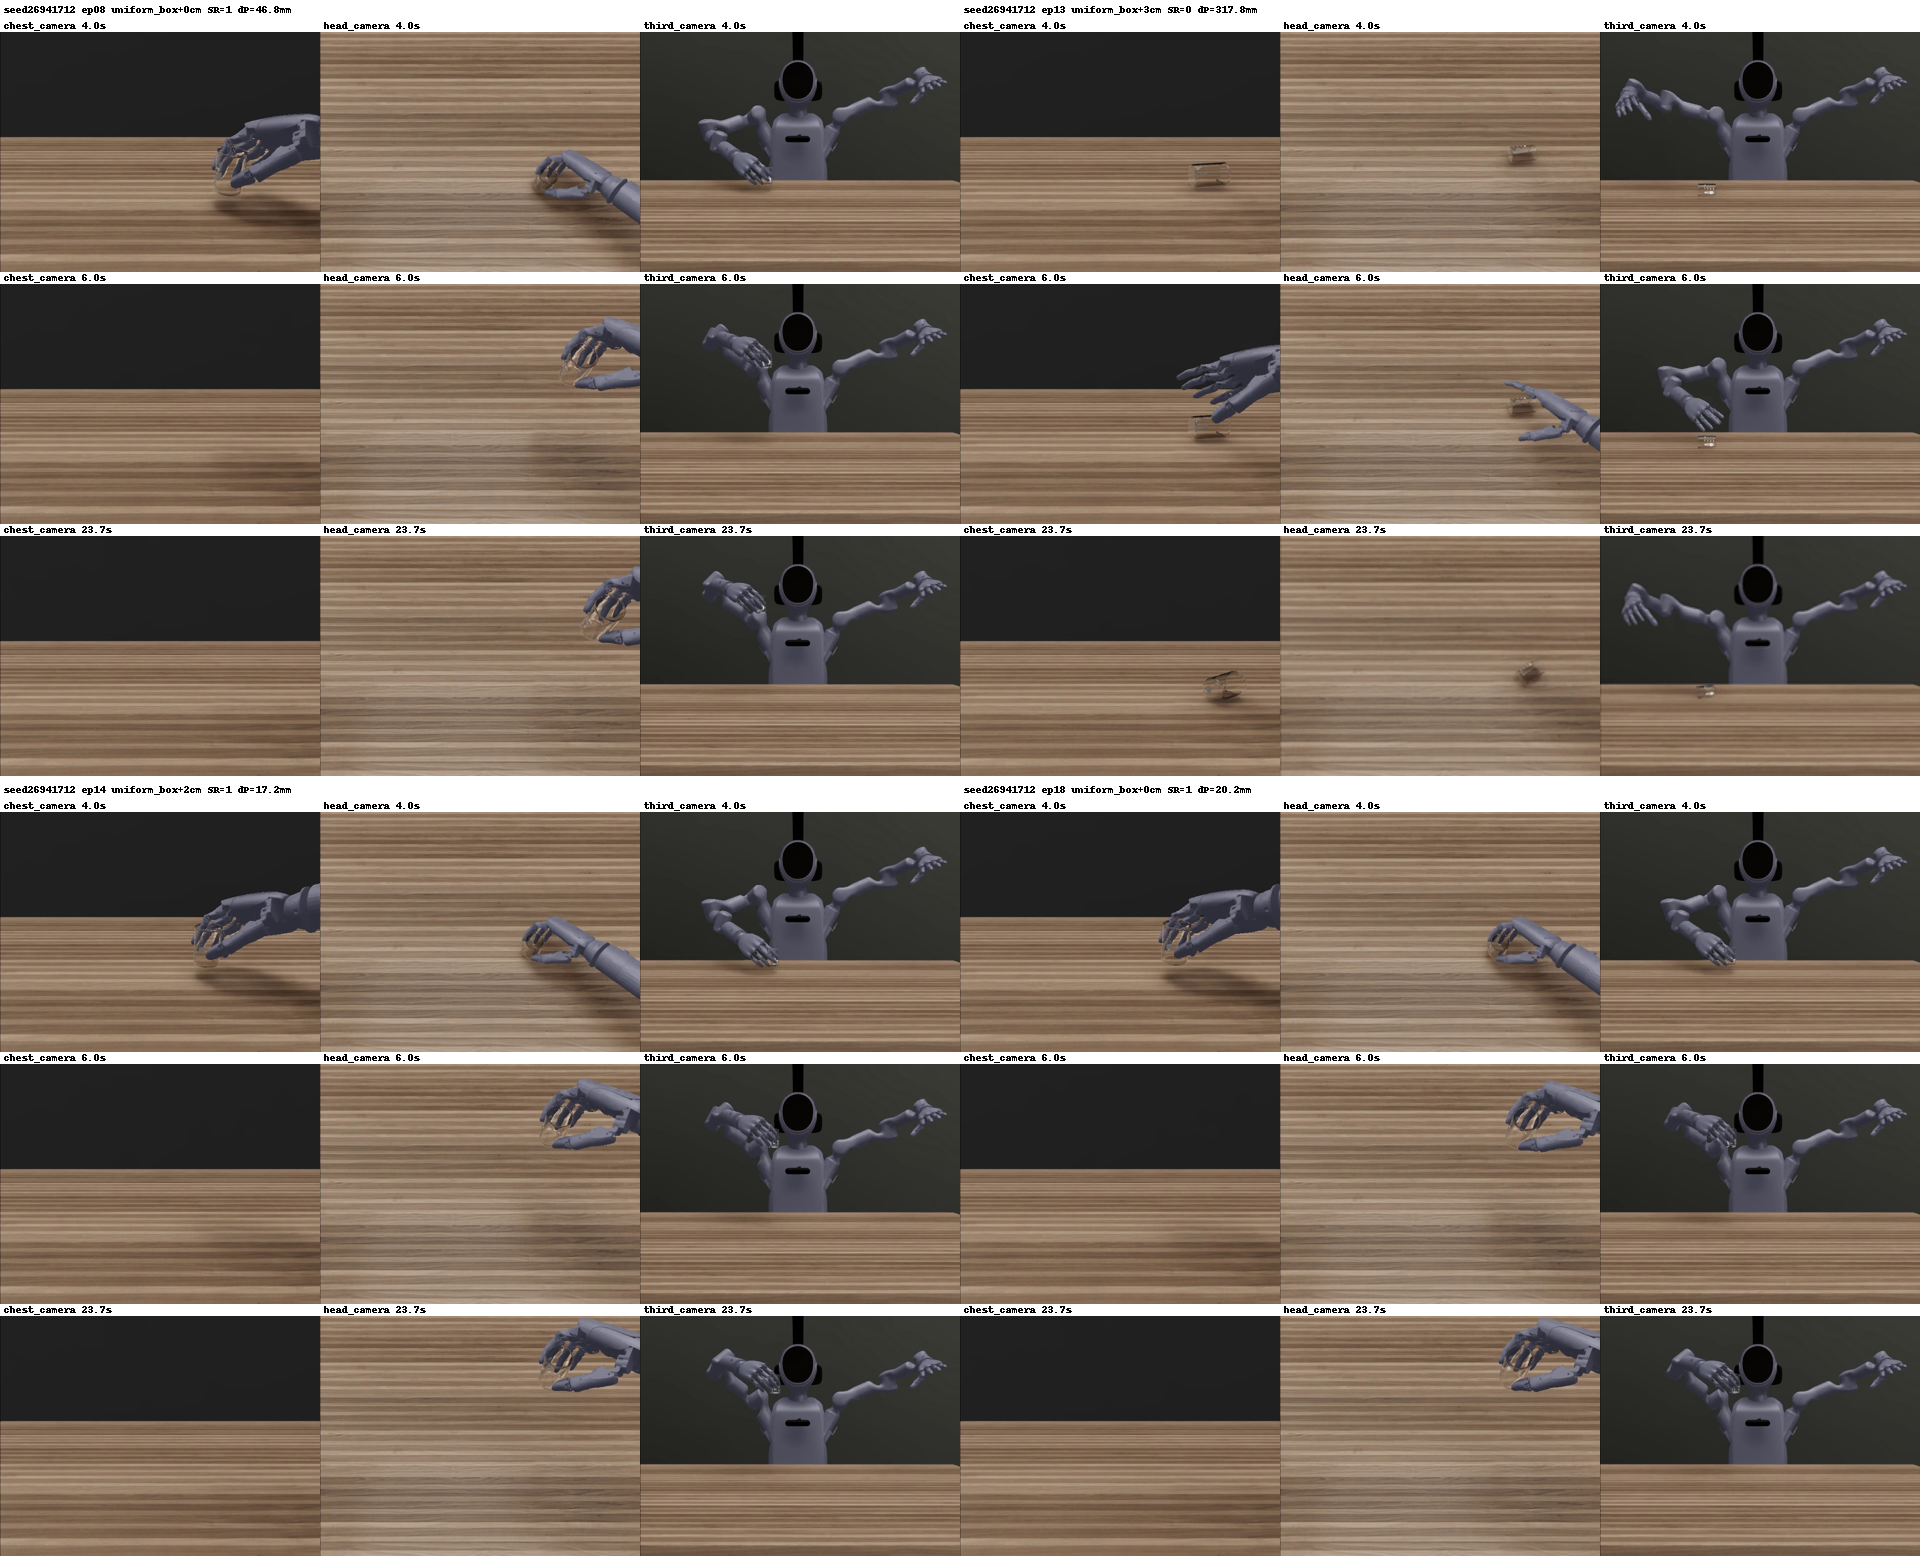 seed26941712 ep08 uniform_box+0cm SR=1 dP=46.8mm
seed26941712 ep13 uniform_box+3cm SR=0 dP=317.8mm
chest_camera 4.0s
head_camera 4.0s
third_camera 4.0s
chest_camera 4.0s
head_camera 4.0s
third_camera 4.0s
chest_camera 6.0s
head_camera 6.0s
third_camera 6.0s
chest_camera 6.0s
head_camera 6.0s
third_camera 6.0s
chest_camera 23.7s
head_camera 23.7s
third_camera 23.7s
chest_camera 23.7s
head_camera 23.7s
third_camera 23.7s
seed26941712 ep14 uniform_box+2cm SR=1 dP=17.2mm
seed26941712 ep18 uniform_box+0cm SR=1 dP=20.2mm
chest_camera 4.0s
head_camera 4.0s
third_camera 4.0s
chest_camera 4.0s
head_camera 4.0s
third_camera 4.0s
chest_camera 6.0s
head_camera 6.0s
third_camera 6.0s
chest_camera 6.0s
head_camera 6.0s
third_camera 6.0s
chest_camera 23.7s
head_camera 23.7s
third_camera 23.7s
chest_camera 23.7s
head_camera 23.7s
third_camera 23.7s